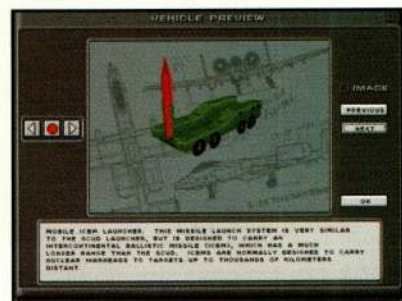 VEHICLE PREVIEW
IMAGE
PREVIOUS
NEXT
OK
MOBILE ICBM LAUNCHER. THIS MISSILE LAUNCH SYSTEM IS VERY SIMILAR
TO THE SCUD LAUNCHER, BUT IS DESIGNED TO CARRY AN
INTERCONTINENTAL BALLISTIC MISSILE (ICBM), WHICH HAS A MUCH
LONGER RANGE THAN THE SCUD. ICBMS ARE NORMALLY DESIGNED TO CARRY
NUCLEAR WARHEADS TO TARGETS UP TO THOUSANDS OF KILOMETERS
DISTANT.